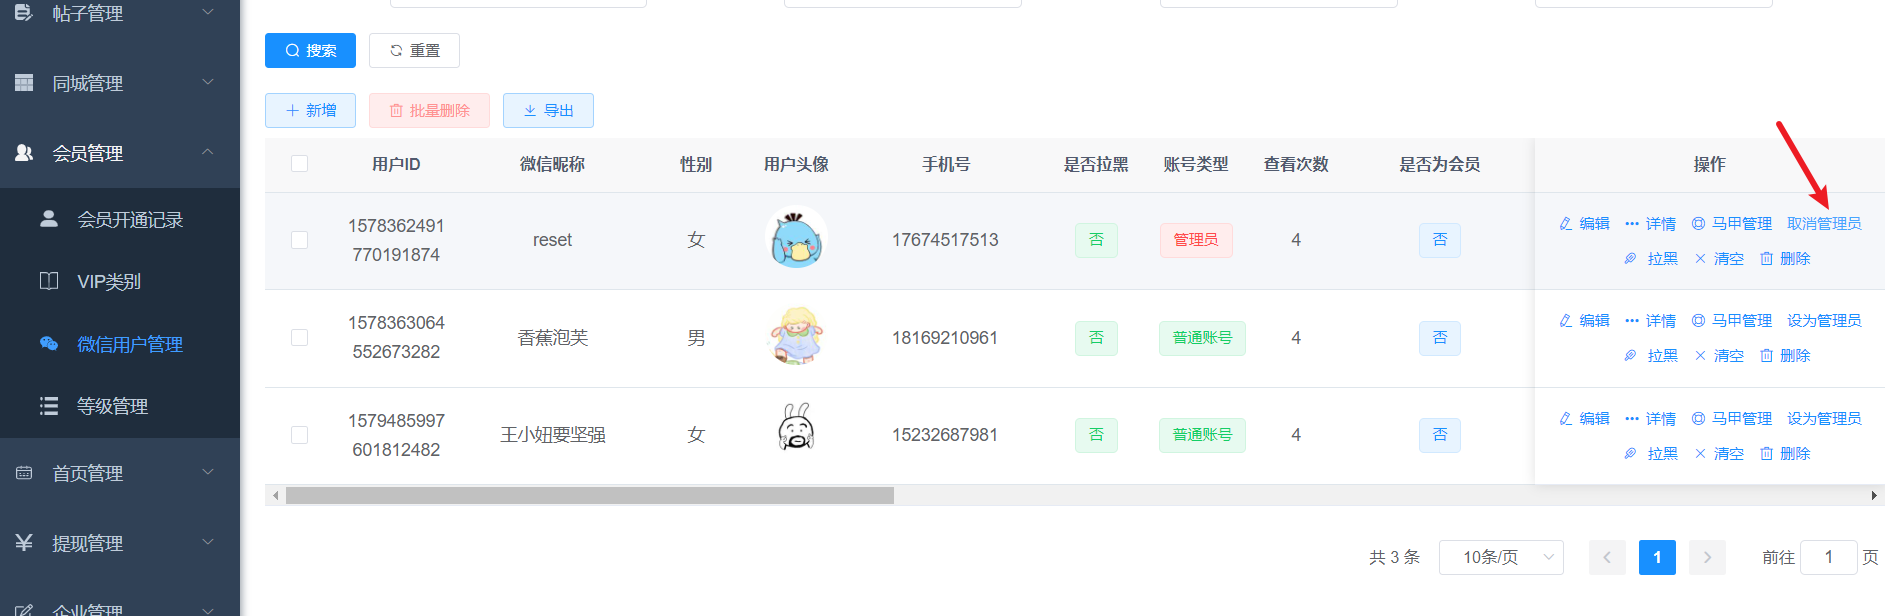 帖子管理
同城管理
会员管理
会员开通记录
VIP类别
微信用户管理
等级管理
首页管理
提现管理
企业管理
搜索 重置
新增 批量删除 导出
用户ID 微信昵称 性别 用户头像 手机号 是否拉黑 账号类型 查看次数 是否为会员 操作
1578362491770191874 reset 女 17674517513 否 管理员 4 否 编辑 详情 马甲管理 取消管理员
拉黑 清空 删除
1578363064552673282 香蕉泡芙 男 18169210961 否 普通账号 4 否 编辑 详情 马甲管理 设为管理员
拉黑 清空 删除
1579485997601812482 王小妞要坚强 女 15232687981 否 普通账号 4 否 编辑 详情 马甲管理 设为管理员
拉黑 清空 删除
共 3 条 10条/页 1 前往 1 页